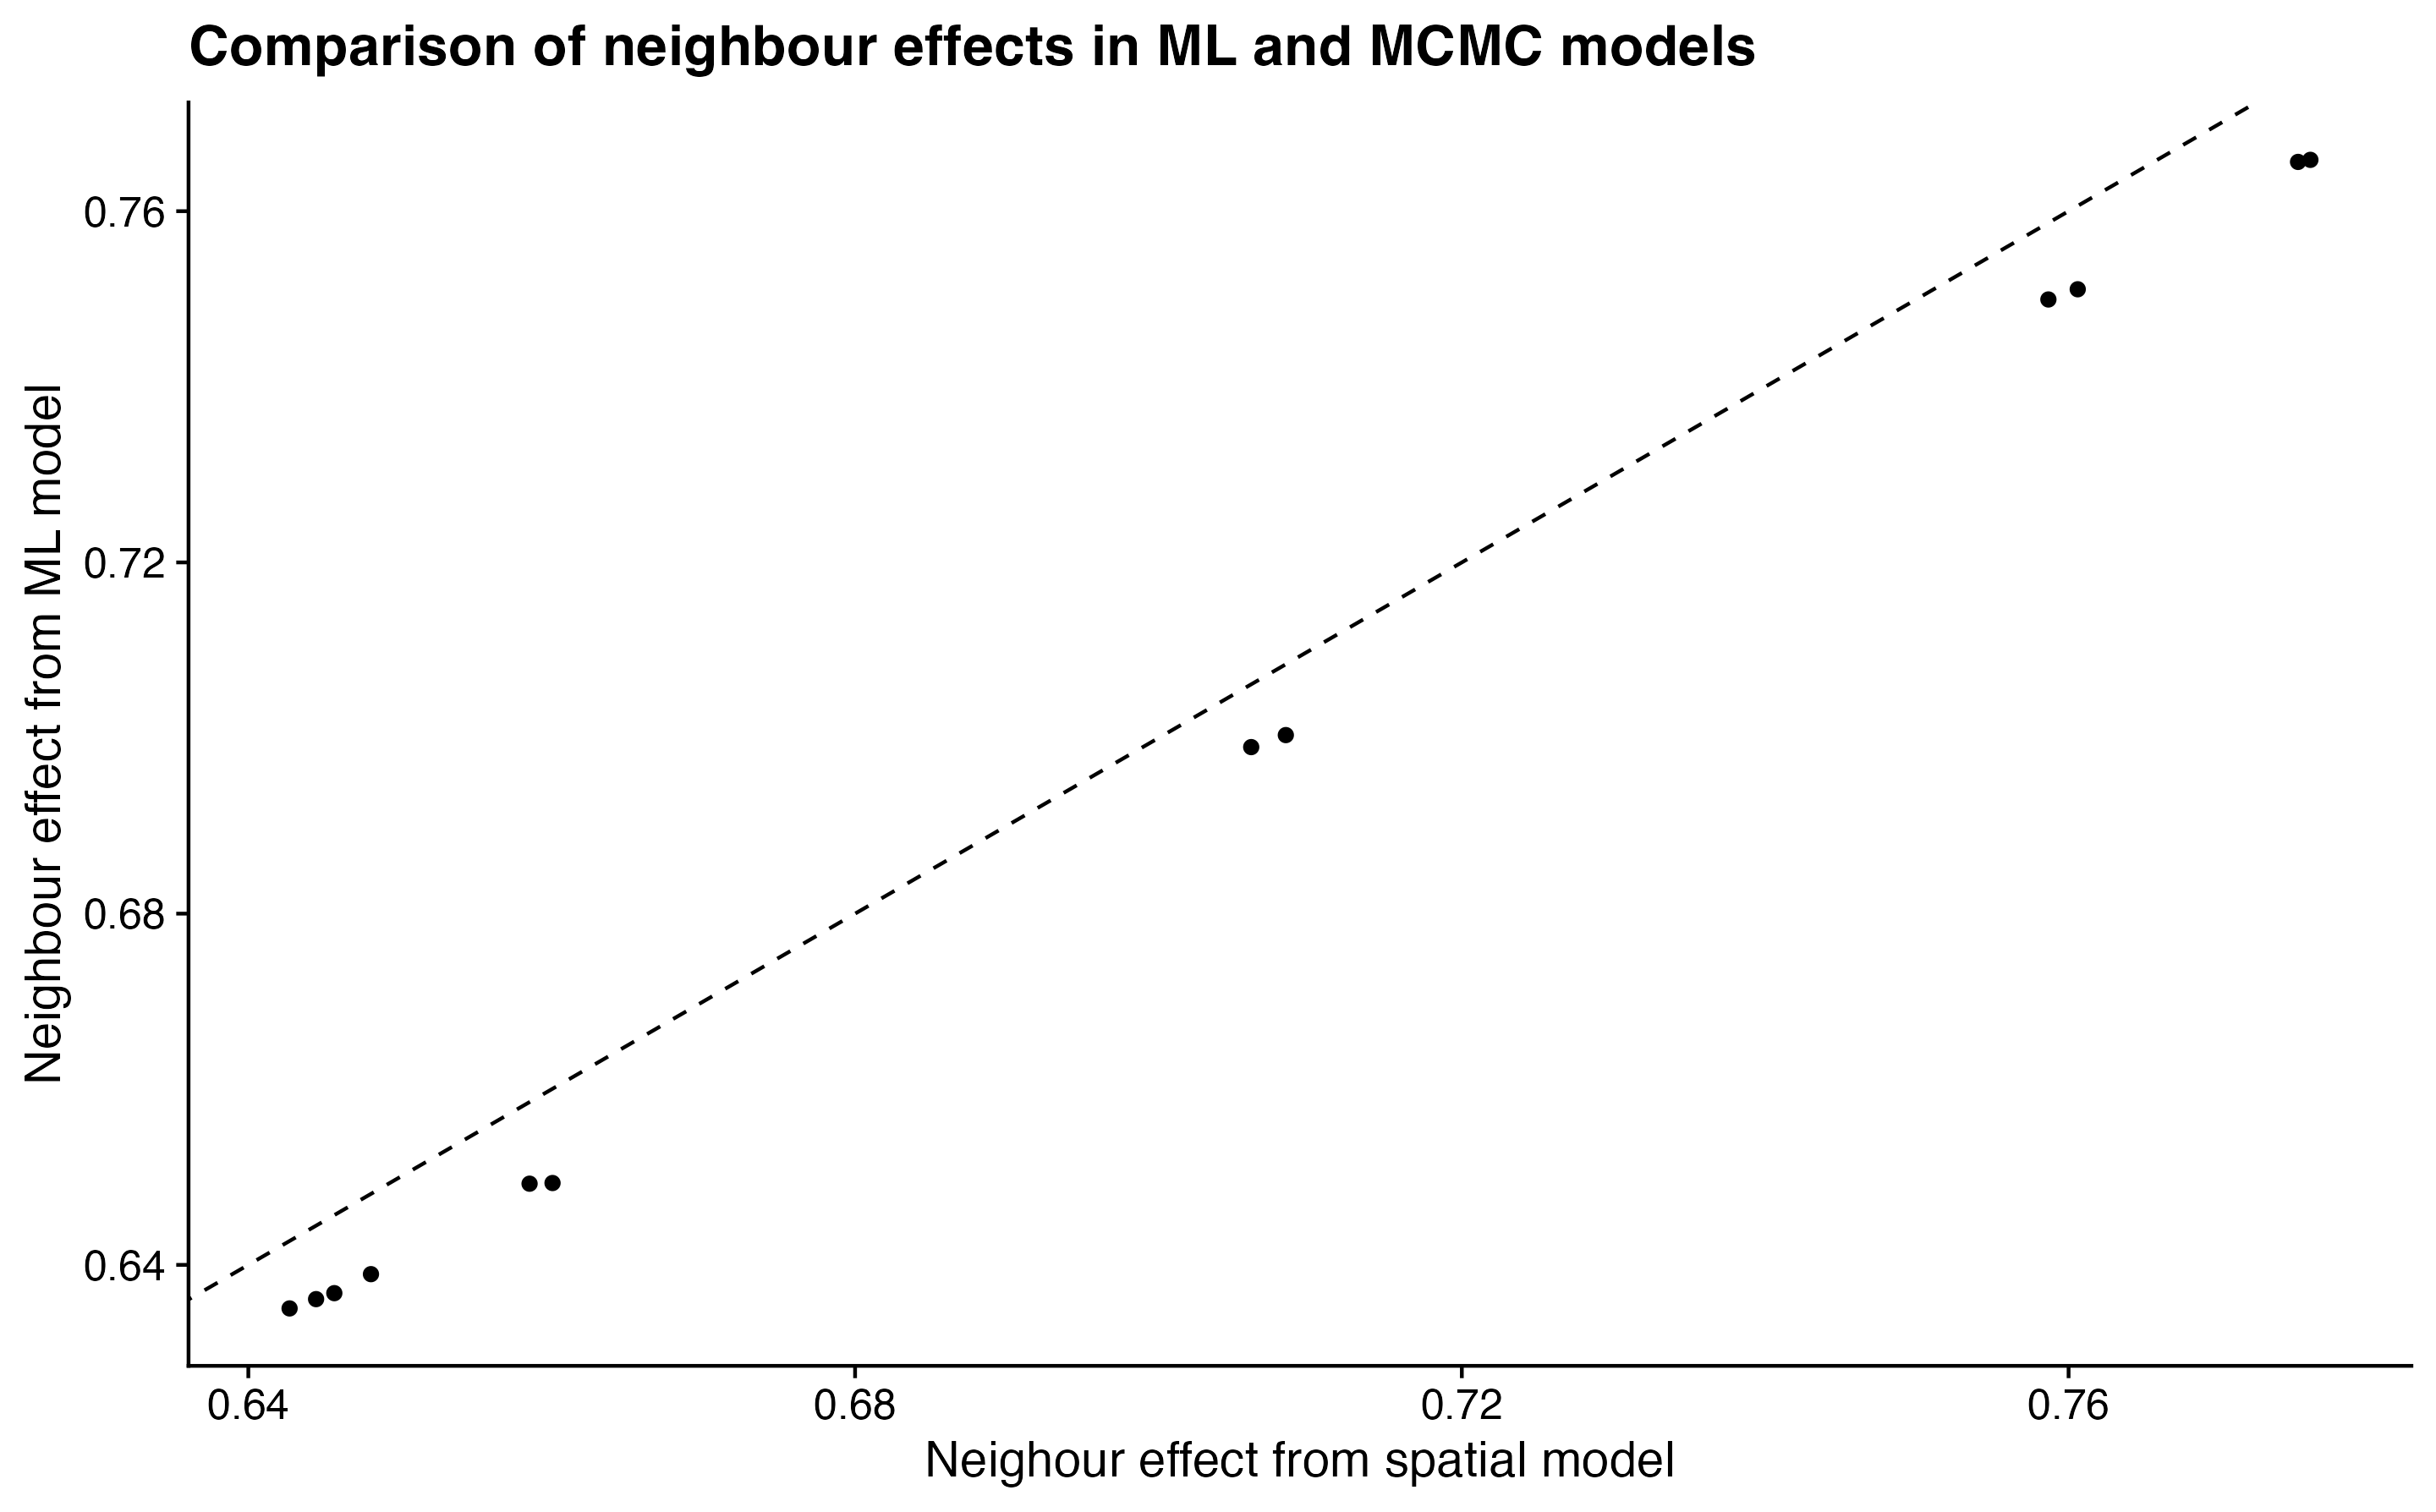 Comparison of neighbour effects in ML and MCMC models
Neighbour effect from ML model
0.76
0.72
0.68
0.64
0.64 0.68 0.72 0.76
Neighour effect from spatial model